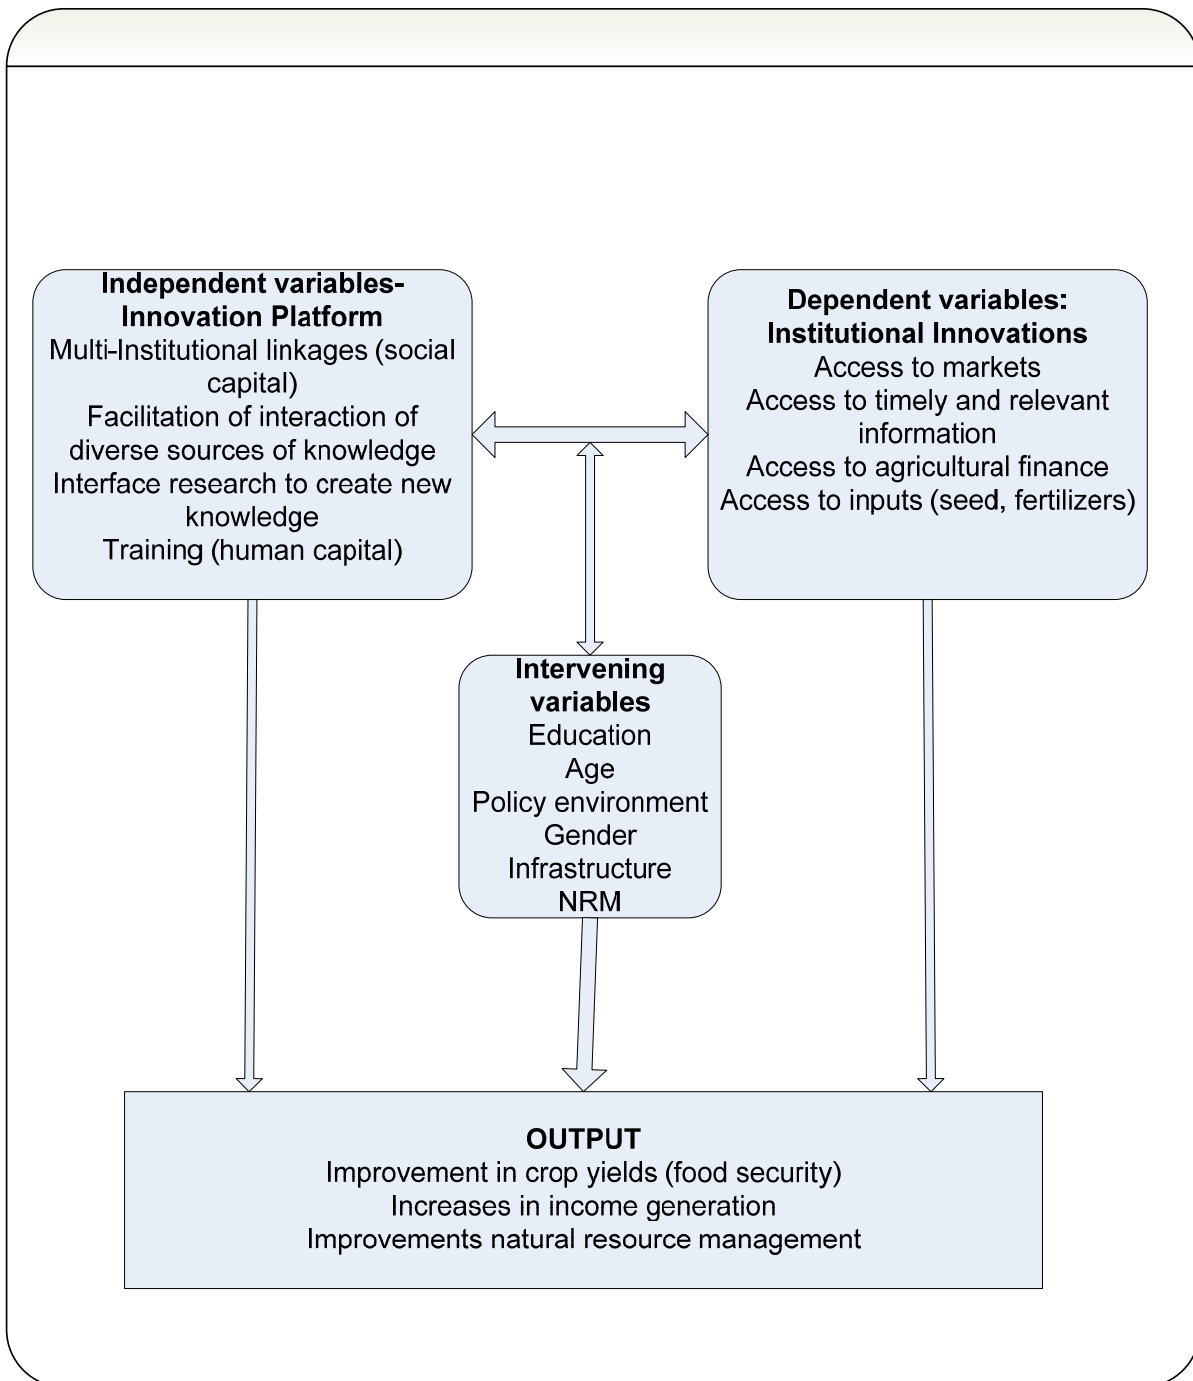 Independent variables-
Innovation Platform
Multi-Institutional linkages (social
capital)
Facilitation of interaction of
diverse sources of knowledge
Interface research to create new
knowledge
Training (human capital)
Dependent variables:
Institutional Innovations
Access to markets
Access to timely and relevant
information
Access to agricultural finance
Access to inputs (seed, fertilizers)
Intervening
variables
Education
Age
Policy environment
Gender
Infrastructure
NRM
OUTPUT
Improvement in crop yields (food security)
Increases in income generation
Improvements natural resource management